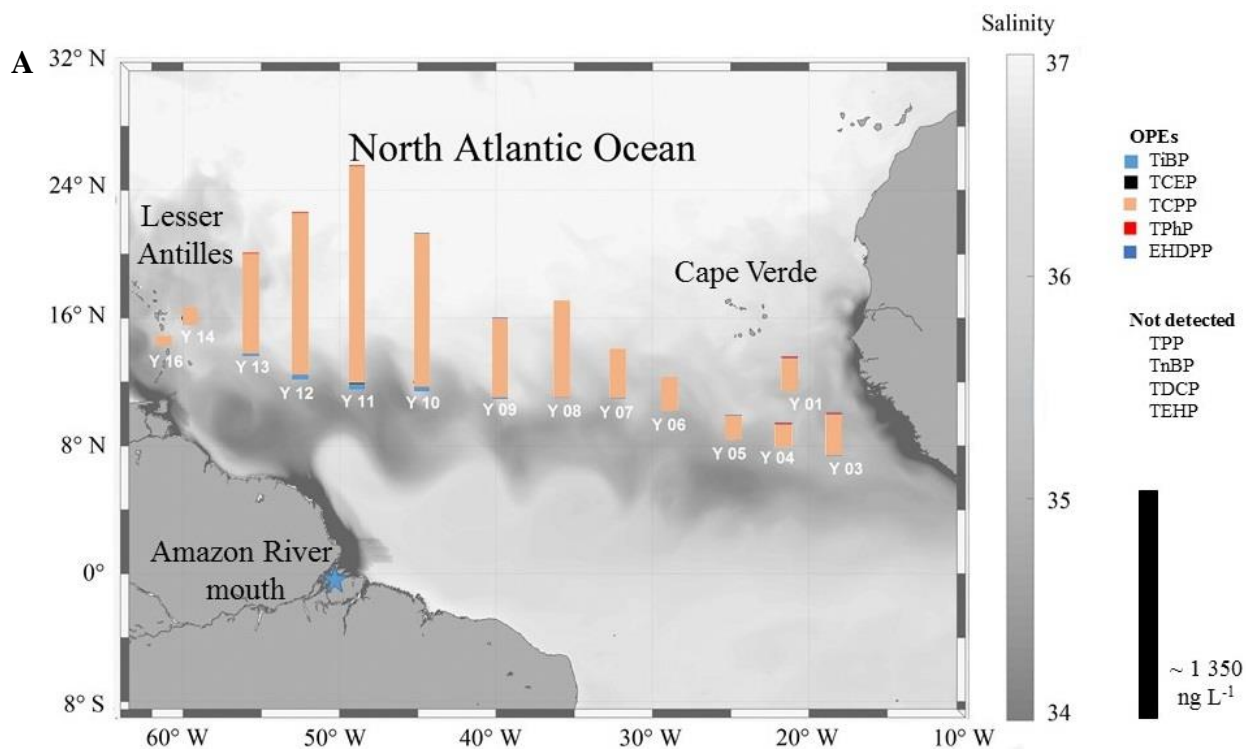 A
32° N
24° N
16° N
8° N
0°
8° S
60° W
50° W
40° W
30° W
20° W
10° W
North Atlantic Ocean
Lesser
Antilles
Cape Verde
Amazon River
mouth
Y 16
Y 14
Y 13
Y 12
Y 11
Y 10
Y 09
Y 08
Y 07
Y 06
Y 05
Y 04
Y 03
Y 01
Salinity
37
36
35
34
OPEs
TiBP
TCEP
TCPP
TPhP
EHDPP
Not detected
TPP
TnBP
TDCP
TEHP
~ 1 350
ng L-1